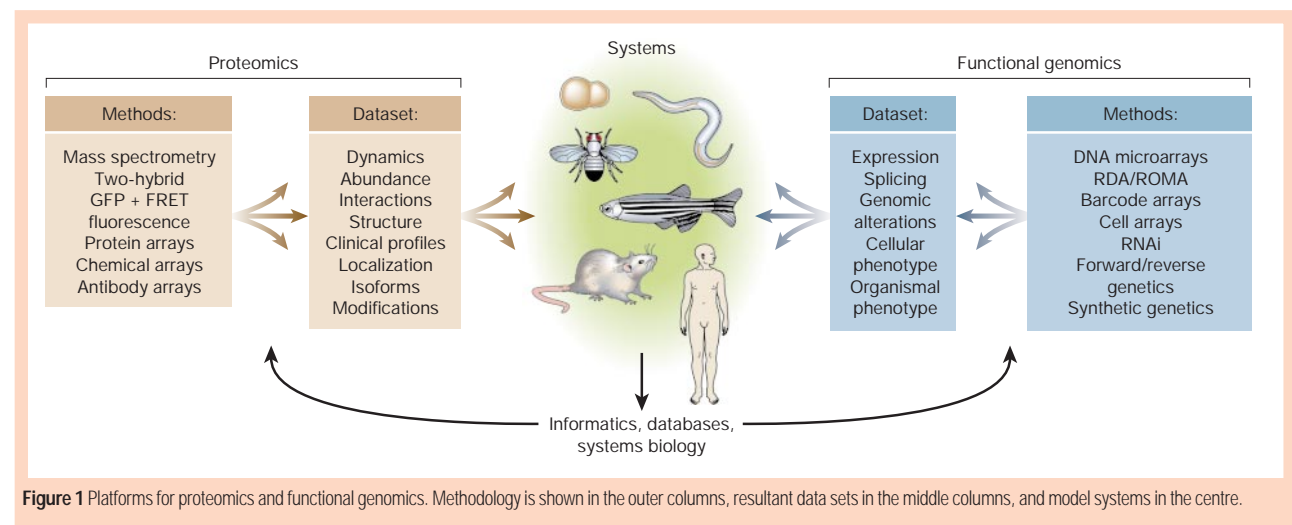 Systems
Proteomics
Functional genomics
Methods:
Mass spectrometry
Two-hybrid
GFP + FRET
fluorescence
Protein arrays
Chemical arrays
Antibody arrays
Dataset:
Dynamics
Abundance
Interactions
Structure
Clinical profiles
Localization
Isoforms
Modifications
Dataset:
Expression
Splicing
Genomic
alterations
Cellular
phenotype
Organismal
phenotype
Methods:
DNA microarrays
RDA/ROMA
Barcode arrays
Cell arrays
RNAi
Forward/reverse
genetics
Synthetic genetics
Informatics, databases,
systems biology
Figure 1 Platforms for proteomics and functional genomics. Methodology is shown in the outer columns, resultant data sets in the middle columns, and model systems in the centre.